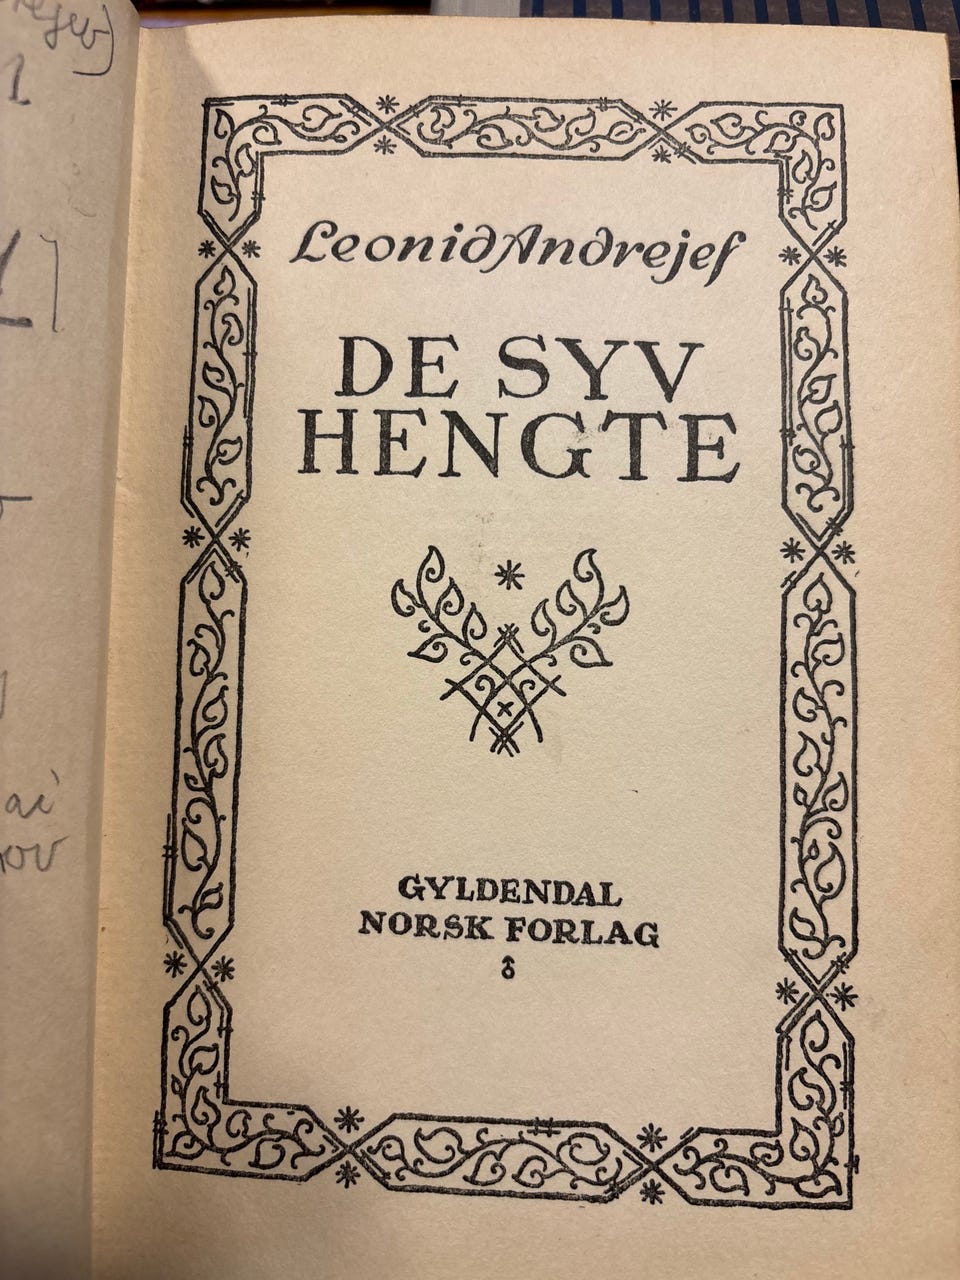 Leonid Andrejef
DE SYV
HENGTE
GYLDENDAL
NORSK FORLAG